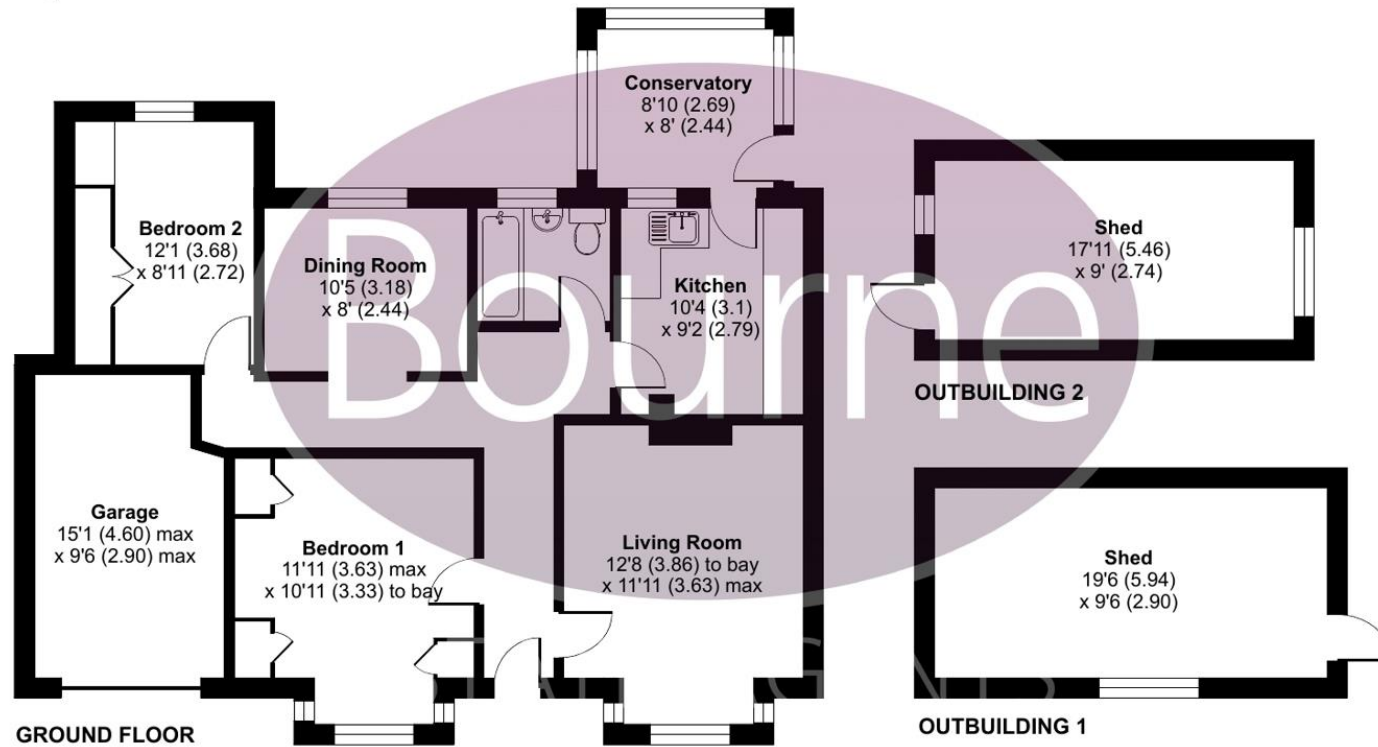 Conservatory
8'10 (2.69)
x 8' (2.44)
Bedroom 2
12'1 (3.68)
x 8'11 (2.72)
Dining Room
10'5 (3.18)
x 8' (2.44)
Kitchen
10'4 (3.1)
x 9'2 (2.79)
Shed
17'11 (5.46)
x 9' (2.74)
OUTBUILDING 2
Bourne
Garage
15'1 (4.60) max
x 9'6 (2.90) max
Bedroom 1
11'11 (3.63) max
x 10'11 (3.33) to bay
Living Room
12'8 (3.86) to bay
x 11'11 (3.63) max
Shed
19'6 (5.94)
x 9'6 (2.90)
GROUND FLOOR
OUTBUILDING 1